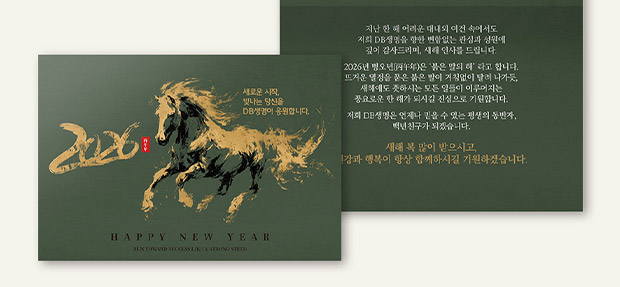 새로운 시작,
빛나는 당신을
DB생명이 응원합니다.
2026
HAPPY NEW YEAR
RUN TOWARD SUCCESS LIKE A STRONG STEED
지난 한 해 어려운 대내외 여건 속에서도
저희 DB생명을 향한 변함없는 관심과 성원에
깊이 감사드리며, 새해 인사를 드립니다.
2026년 병오년(丙午年)은 '붉은 말의 해' 라고 합니다.
뜨거운 열정을 품은 붉은 말이 거침없이 달려 나가듯,
새해에도 뜻하시는 모든 일들이 이루어지는
풍요로운 한 해가 되시길 진심으로 기원합니다.
저희 DB생명은 언제나 믿을 수 있는 평생의 동반자,
백년친구가 되겠습니다.
새해 복 많이 받으시고,
강과 행복이 항상 함께하시길 기원하겠습니다.